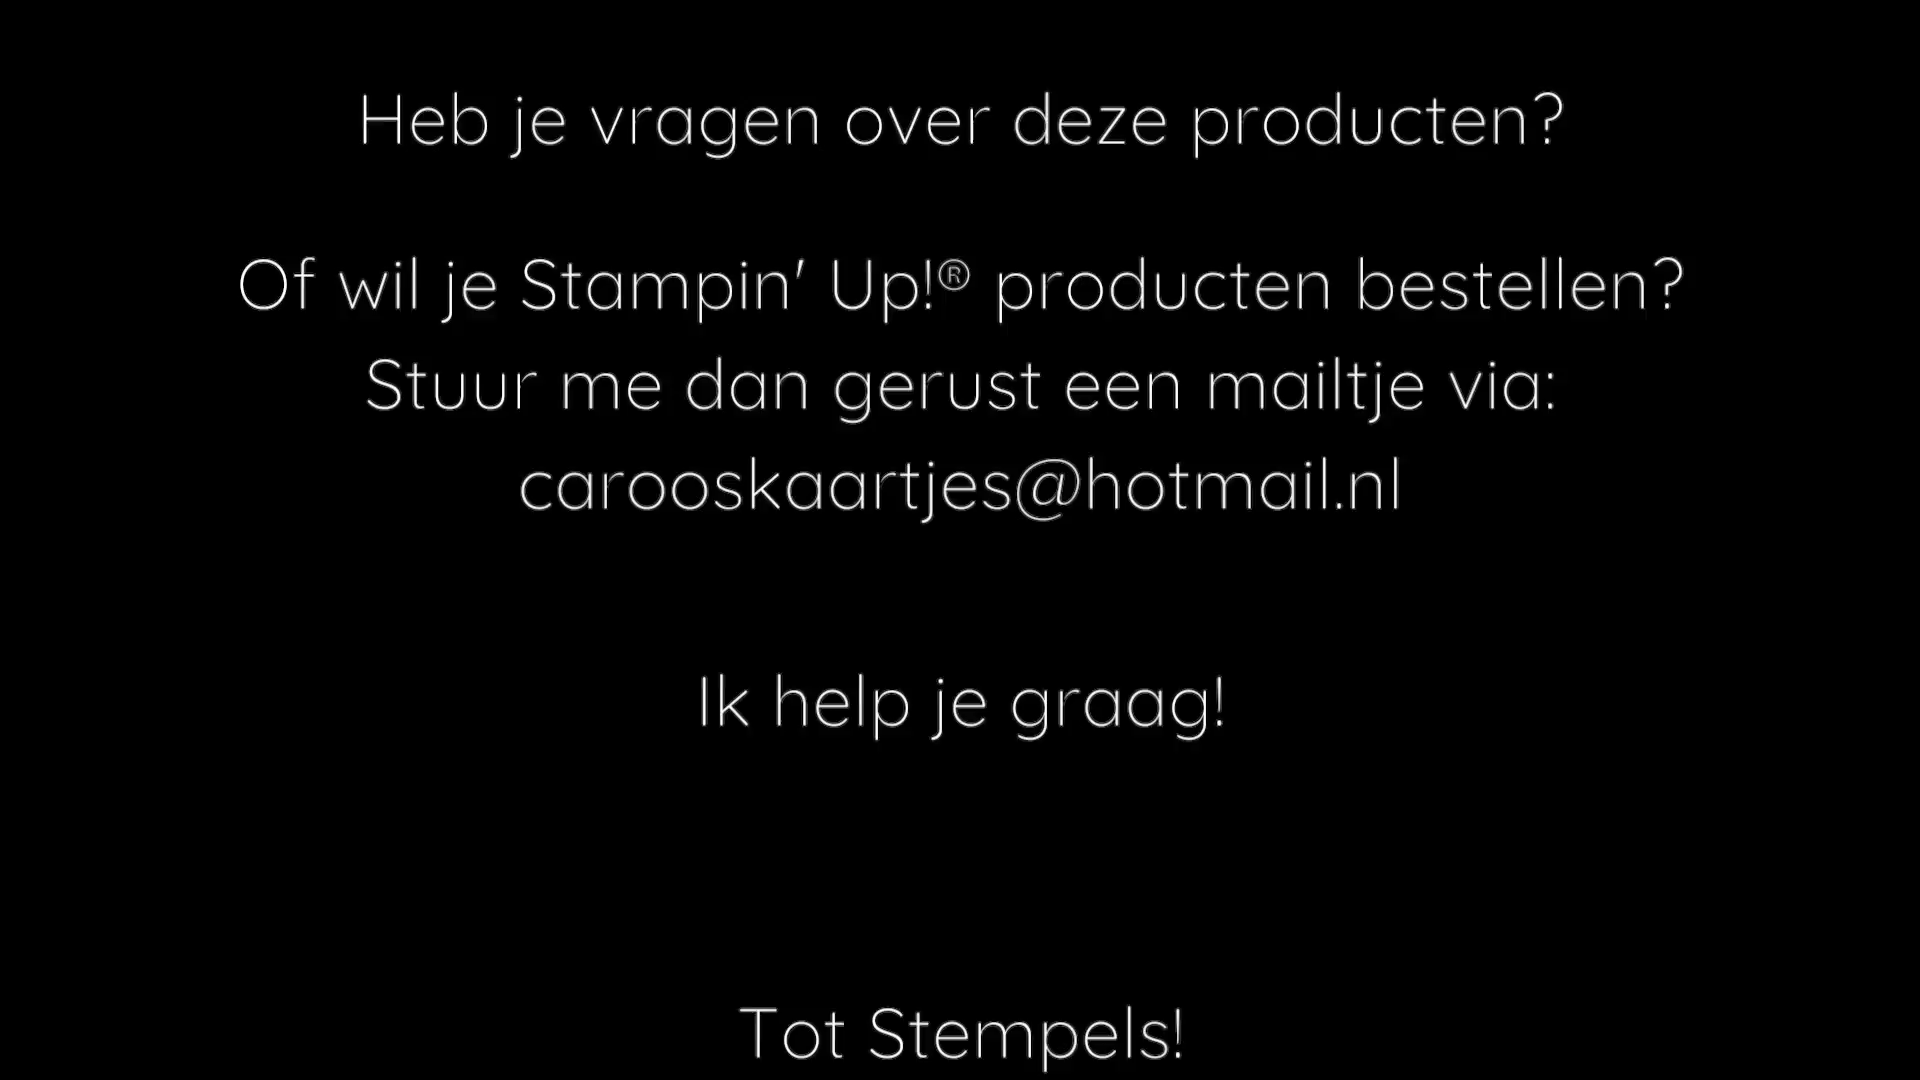 Heb je vragen over deze producten?
Of wil je Stampin' Up!® producten bestellen?
Stuur me dan gerust een mailtje via:
carooskaartjes@hotmail.nl
Ik help je graag!
Tot Stempels!